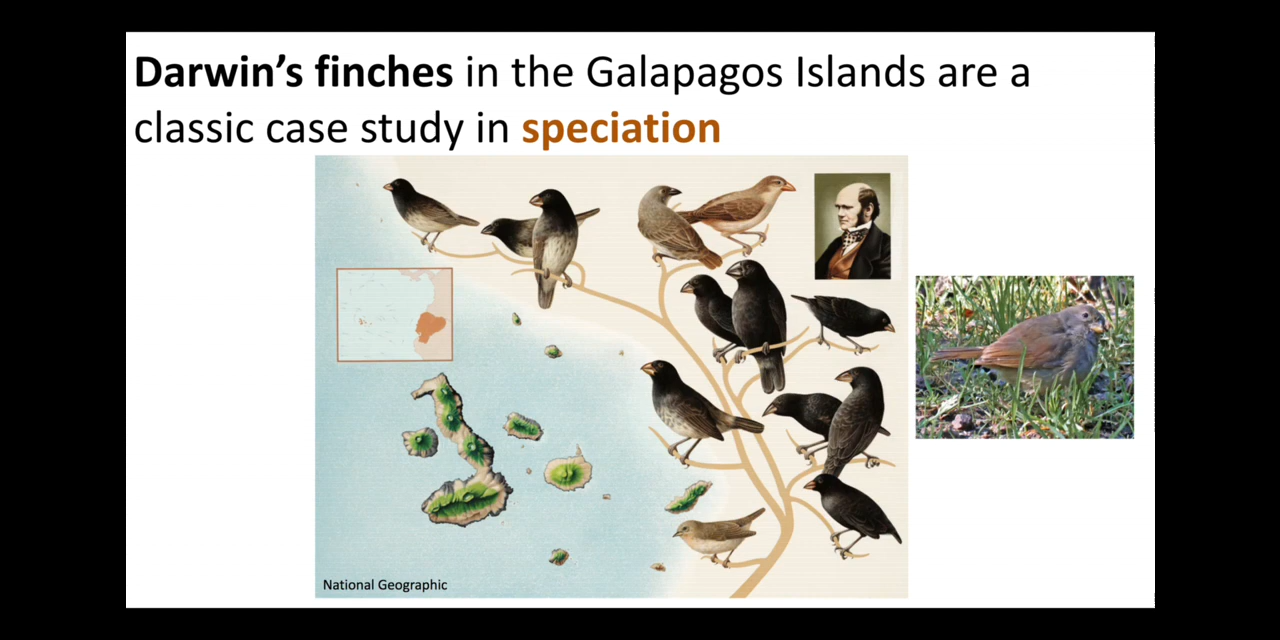 Darwin’s finches in the Galapagos Islands are a
classic case study in speciation
National Geographic